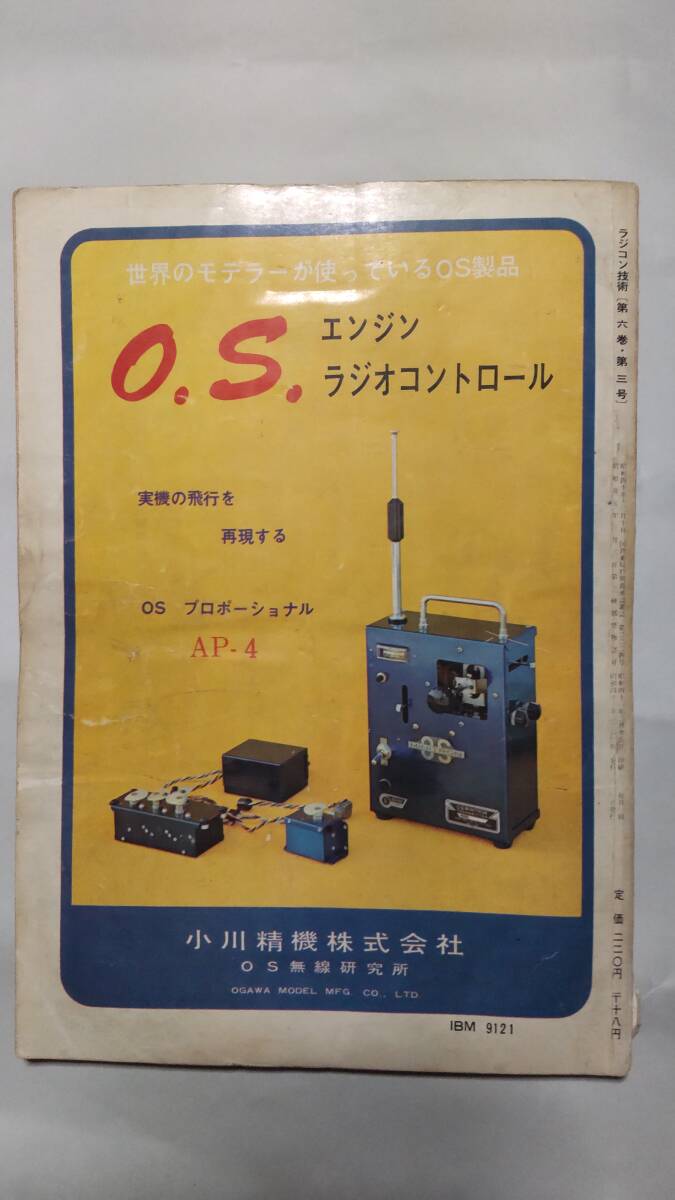 世界のモデラーが使っているOS製品
O.S. エンジン
ラジオコントロール
実機の飛行を
再現する
OS プロポーショナル
AP-4
OS
小川精機株式会社
OS無線研究所
OGAWA MODEL MFG. CO., LTD.
IBM 9121
ラジコン技術〔第六巻・第三号〕
定価二二〇円 〒十八円